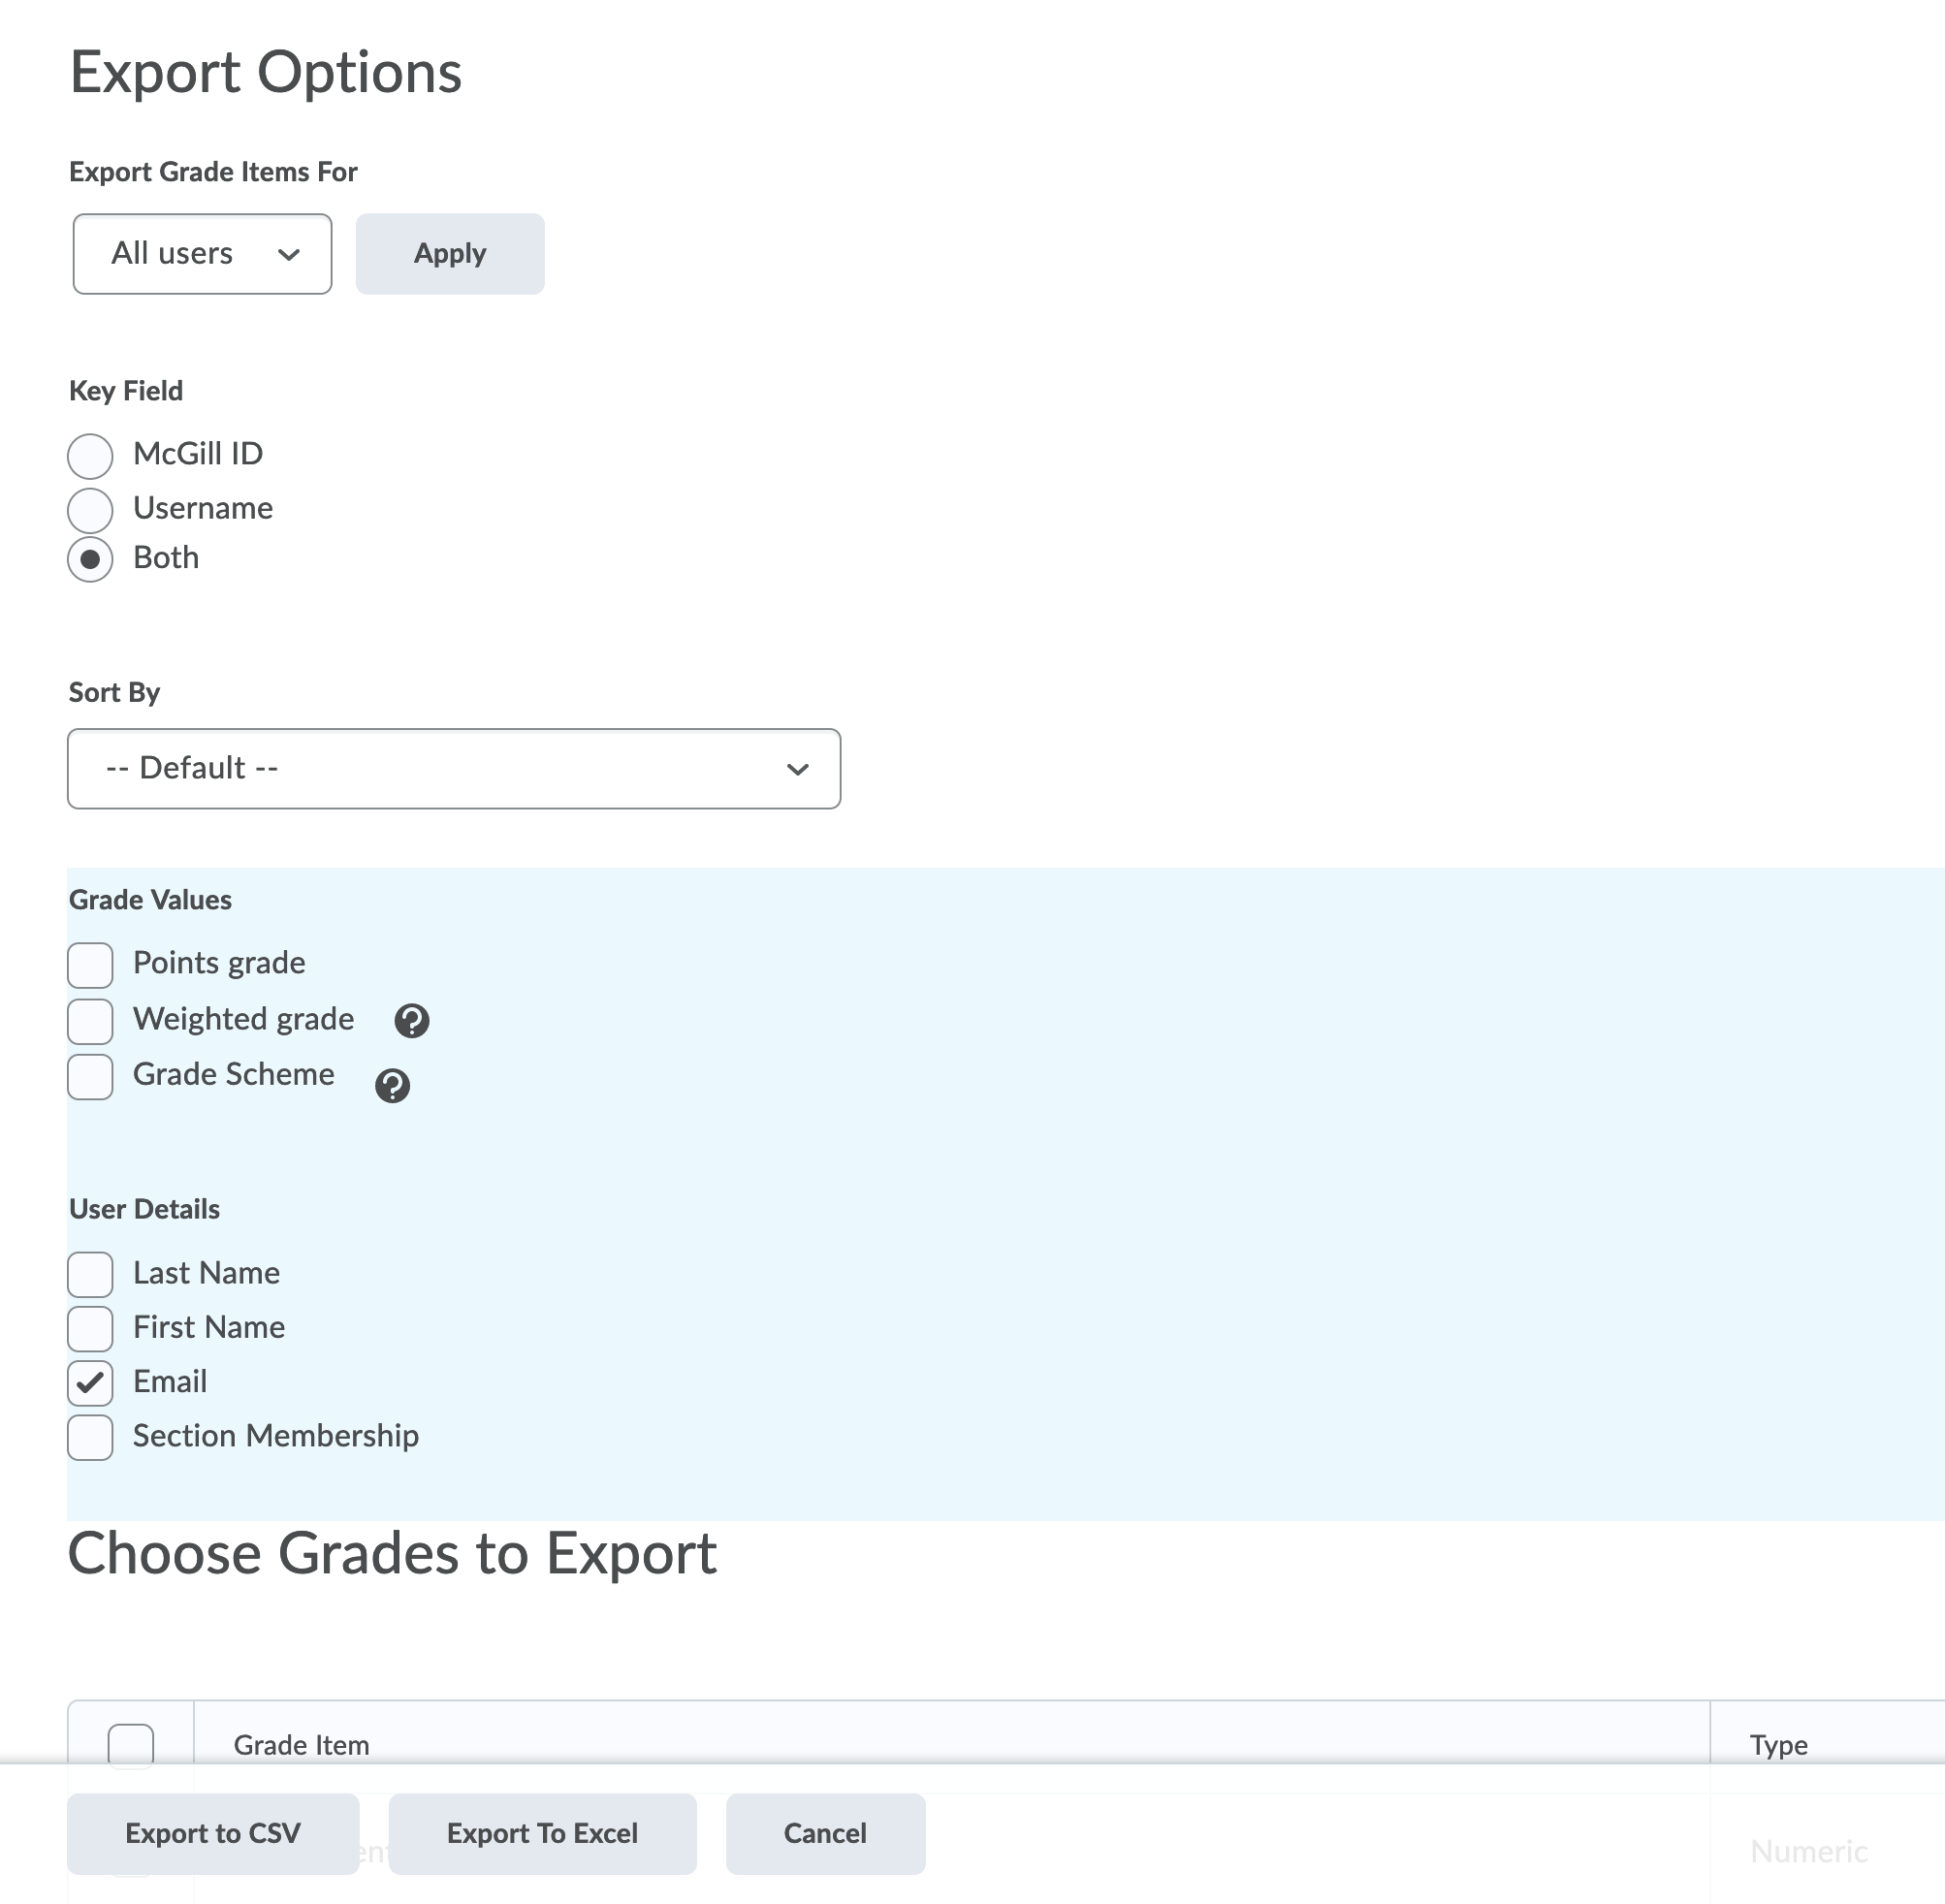 Export Options
Export Grade Items For
All users
Apply
Key Field
McGill ID
Username
Both
Sort By
-- Default --
Grade Values
Points grade
Weighted grade
Grade Scheme
User Details
Last Name
First Name
Email
Section Membership
Choose Grades to Export
Grade Item Type
Export to CSV Export To Excel Cancel
Numeric